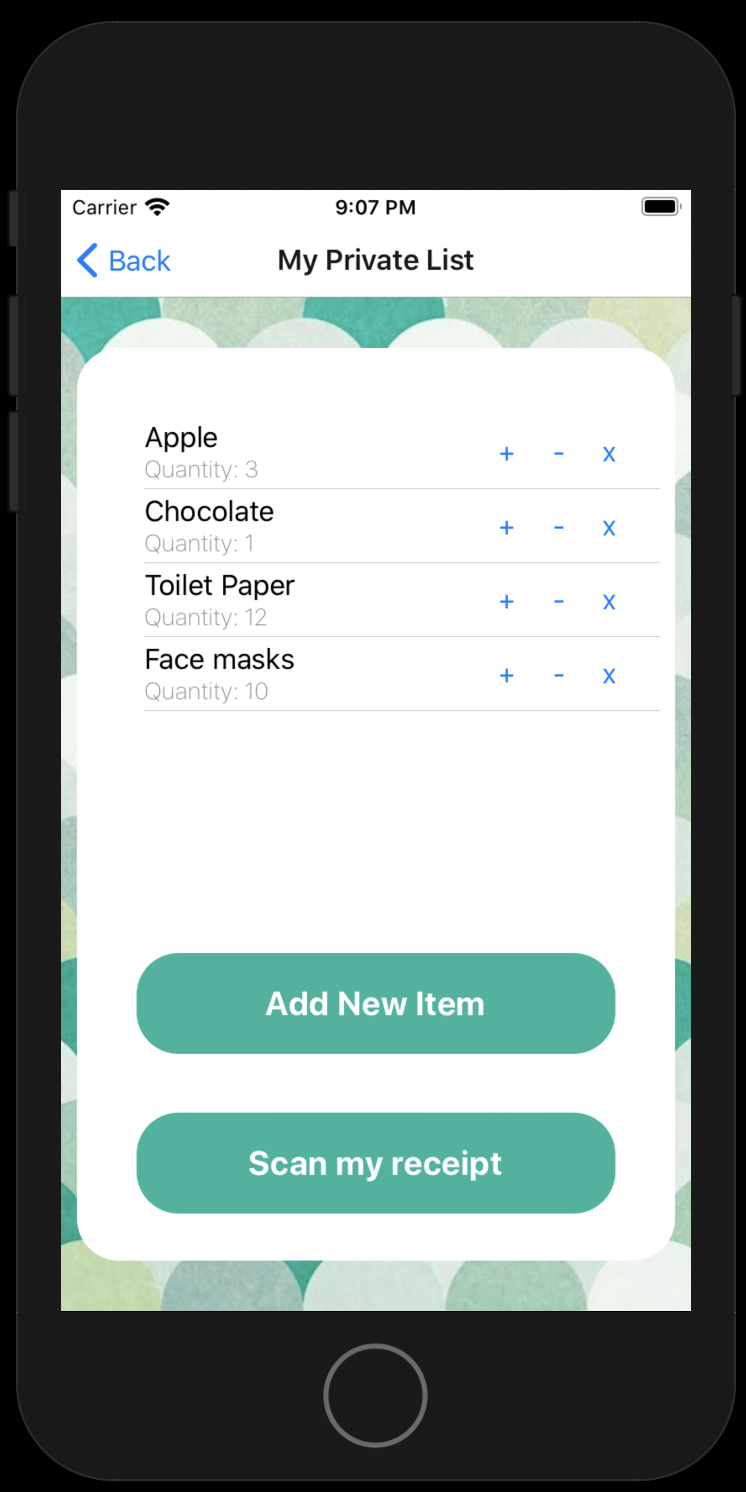 Carrier 9:07 PM
Back My Private List
Apple
Quantity: 3 + - x
Chocolate
Quantity: 1 + - x
Toilet Paper
Quantity: 12 + - x
Face masks
Quantity: 10 + - x
Add New Item
Scan my receipt